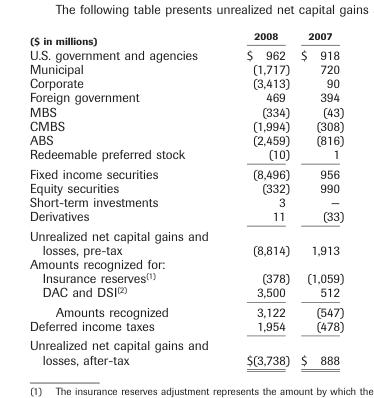 The following table presents unrealized net capital gains
($ in millions) 2008 2007
U.S. government and agencies $ 962 $ 918
Municipal (1,717) 720
Corporate (3,413) 90
Foreign government 469 394
MBS (334) (43)
CMBS (1,994) (308)
ABS (2,459) (816)
Redeemable preferred stock (10) 1
Fixed income securities (8,496) 956
Equity securities (332) 990
Short-term investments 3 —
Derivatives 11 (33)
Unrealized net capital gains and
losses, pre-tax (8,814) 1,913
Amounts recognized for:
Insurance reserves(1) (378) (1,059)
DAC and DSI(2) 3,500 512
Amounts recognized 3,122 (547)
Deferred income taxes 1,954 (478)
Unrealized net capital gains and
losses, after-tax $(3,738) $ 888
(1) The insurance reserves adjustment represents the amount by which the